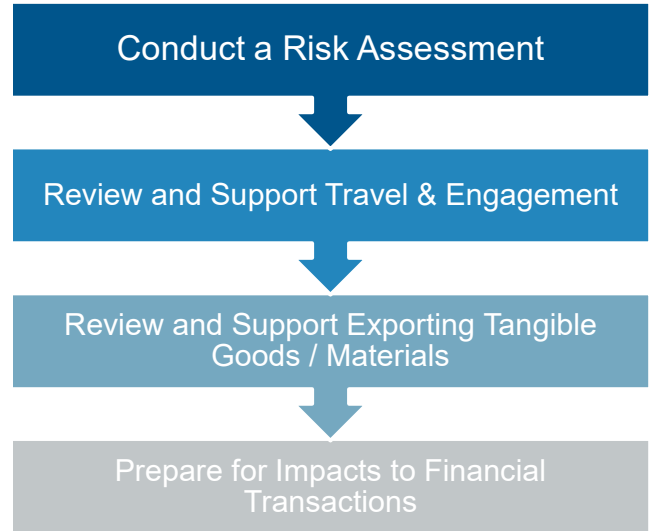 Conduct a Risk Assessment
Review and Support Travel & Engagement
Review and Support Exporting Tangible
Goods / Materials
Prepare for Impacts to Financial
Transactions